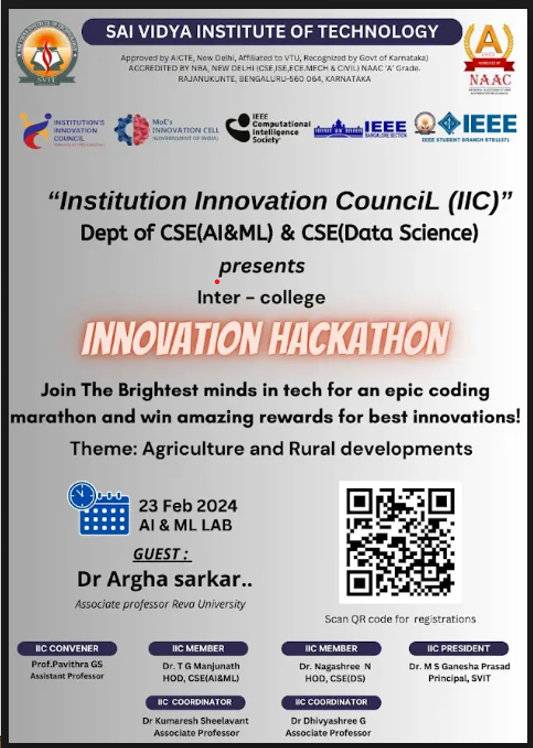 SAI VIDYA INSTITUTE OF TECHNOLOGY
Approved by AICTE, New Delhi, Affiliated to VTU, Recognized by Govt of Karnataka)
ACCREDITED BY NBA, NEW DELHI (CSE,ISE,ECE.MECH & CIVIL) NAAC 'A' Grade.
RAJANUKUNTE, BENGALURU-560 064, KARNATAKA
SVIT
A
NAAC
INSTITUTION'S
INNOVATION
COUNCIL
MoE's
INNOVATION CELL
(GOVERNMENT OF INDIA)
IEEE
Computational
Intelligence
Society
IEEE
BANGALORE SECTION
IEEE
IEEE STUDENT BRANCH STB11371
“Institution Innovation CounciL (IIC)”
Dept of CSE(AI&ML) & CSE(Data Science)
presents
Inter - college
INNOVATION HACKATHON
Join The Brightest minds in tech for an epic coding
marathon and win amazing rewards for best innovations!
Theme: Agriculture and Rural developments
23 Feb 2024
AI & ML LAB
GUEST :
Dr Argha sarkar..
Associate professor Reva University
Scan QR code for registrations
IIC CONVENER
Prof.Pavithra GS
Assistant Professor
IIC MEMBER
Dr. T G Manjunath
HOD, CSE(AI&ML)
IIC MEMBER
Dr. Nagashree N
HOD, CSE(DS)
IIC PRESIDENT
Dr. M S Ganesha Prasad
Principal, SVIT
IIC COORDINATOR
Dr Kumaresh Sheelavant
Associate Professor
IIC COORDINATOR
Dr Dhivyashree G
Associate Professor